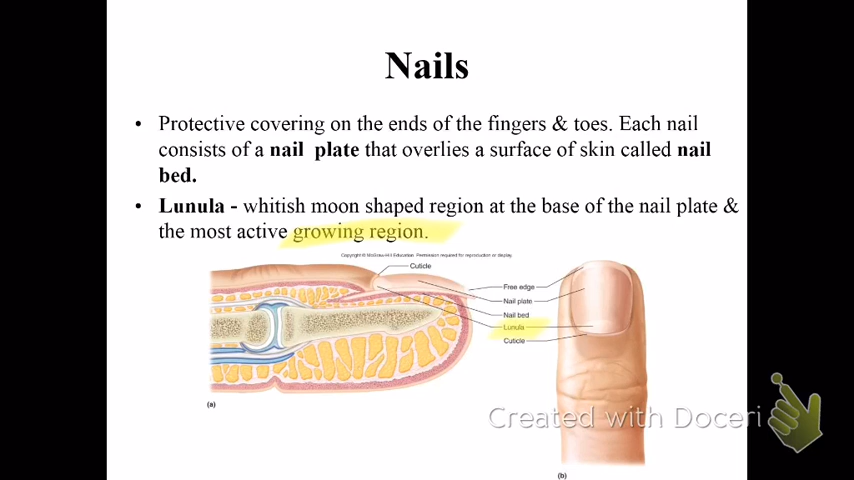 Nails
• Protective covering on the ends of the fingers & toes. Each nail
consists of a nail plate that overlies a surface of skin called nail
bed.
• Lunula - whitish moon shaped region at the base of the nail plate &
the most active growing region.
Copyright © McGraw-Hill Education. Permission required for reproduction or display.
Cuticle
Free edge
Nail plate
Nail bed
Lunula
Cuticle
(a)
Created with Doceri
(b)